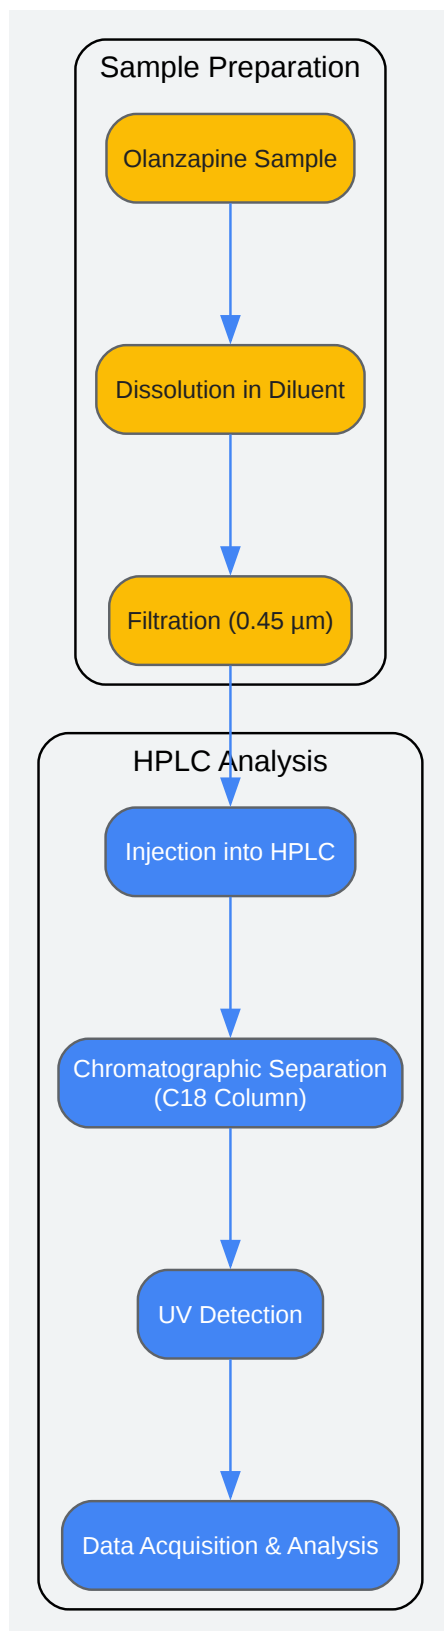 Sample Preparation
Olanzapine Sample
Dissolution in Diluent
Filtration (0.45 µm)
HPLC Analysis
Injection into HPLC
Chromatographic Separation
(C18 Column)
UV Detection
Data Acquisition & Analysis